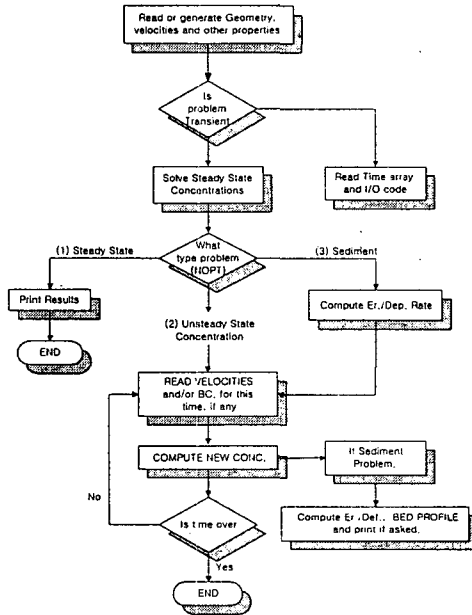 Read or generate Geometry,
velocities and other properties
Is
problem
Transient
Solve Steady State
Concentrations
Read Time array
and I/O code
(1) Steady State
What
type problem
(NOPT)
(3) Sediment
Print Results
Compute Er./Dep. Rate
(2) Unsteady State
Concentration
END
READ VELOCITIES
and/or BC. for this
time, if any
COMPUTE NEW CONC.
If Sediment
Problem.
No
Is time over
Compute Er./Def., BED PROFILE
and print if asked.
Yes
END